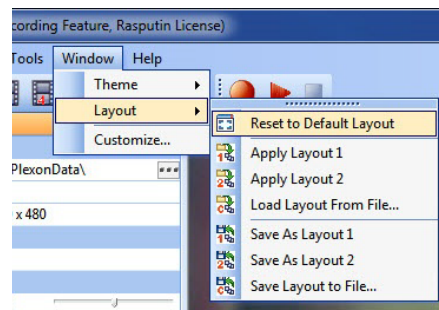 cording Feature, Rasputin License)
Tools Window Help
Theme
Layout
Customize...
PlexonData\
x 480
Reset to Default Layout
Apply Layout 1
Apply Layout 2
Load Layout From File...
Save As Layout 1
Save As Layout 2
Save Layout to File...